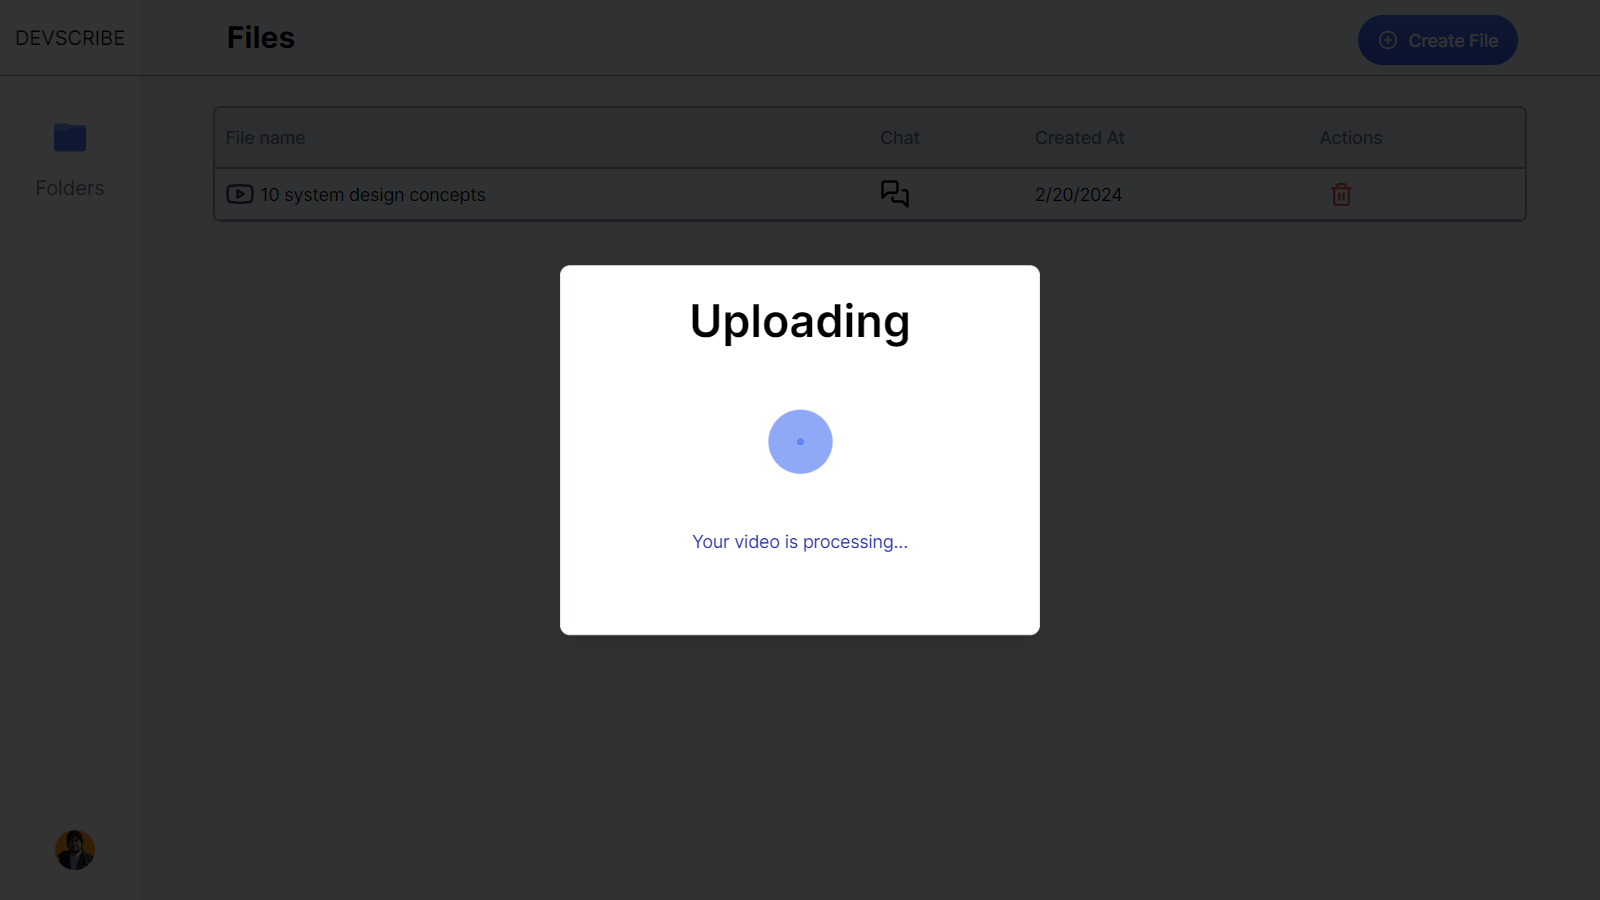 DEVSCRIBE
Files
Create File
Folders
File name Chat Created At Actions
10 system design concepts 2/20/2024
Uploading
Your video is processing...